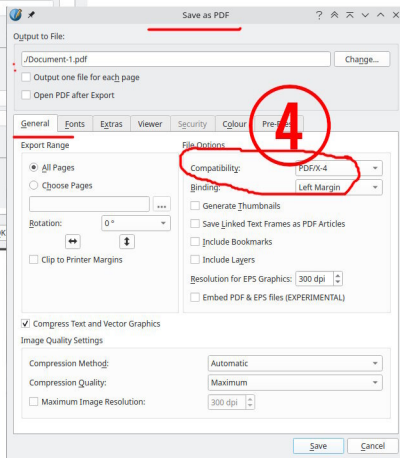 Save as PDF
Output to File:
./Document-1.pdf
Change...
Output one file for each page
Open PDF after Export
General Fonts Extras Viewer Security Colour
4
Export Range
File Options
All Pages
Compatibility: PDF/X-4
Choose Pages
Binding: Left Margin
...
Generate Thumbnails
Rotation: 0 °
Save Linked Text Frames as PDF Articles
Include Bookmarks
Clip to Printer Margins
Include Layers
Resolution for EPS Graphics: 300 dpi
Embed PDF & EPS files (EXPERIMENTAL)
Compress Text and Vector Graphics
Image Quality Settings
Compression Method: Automatic
Compression Quality: Maximum
Maximum Image Resolution: 300 dpi
Save Cancel